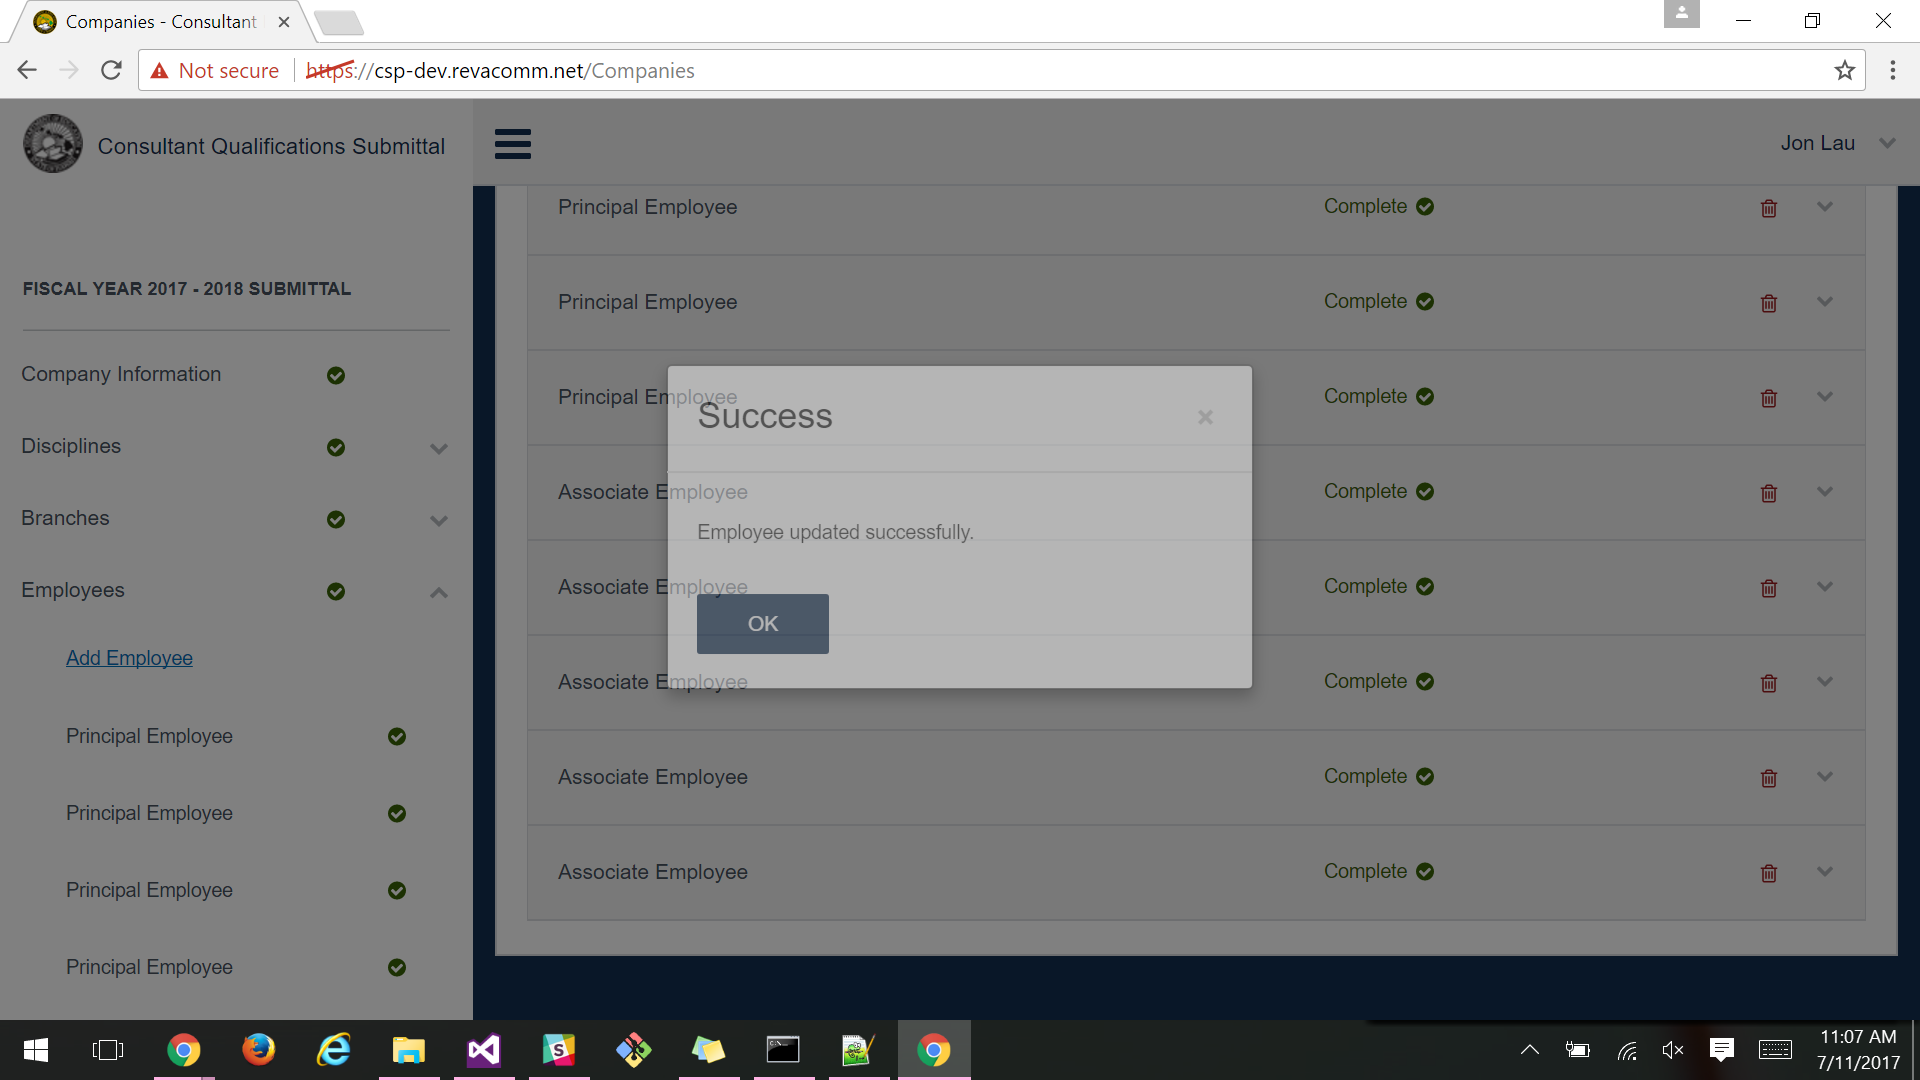 Companies - Consultant
Not secure
https://csp-dev.revacomm.net/Companies
Consultant Qualifications Submittal
Jon Lau
FISCAL YEAR 2017 - 2018 SUBMITTAL
Company Information
Disciplines
Branches
Employees
Add Employee
Principal Employee
Principal Employee
Principal Employee
Principal Employee
Principal Employee Complete
Principal Employee Complete
Principal Employee Complete
Associate Employee Complete
Associate Employee Complete
Associate Employee Complete
Associate Employee Complete
Associate Employee Complete
Success
Employee updated successfully.
OK
11:07 AM
7/11/2017